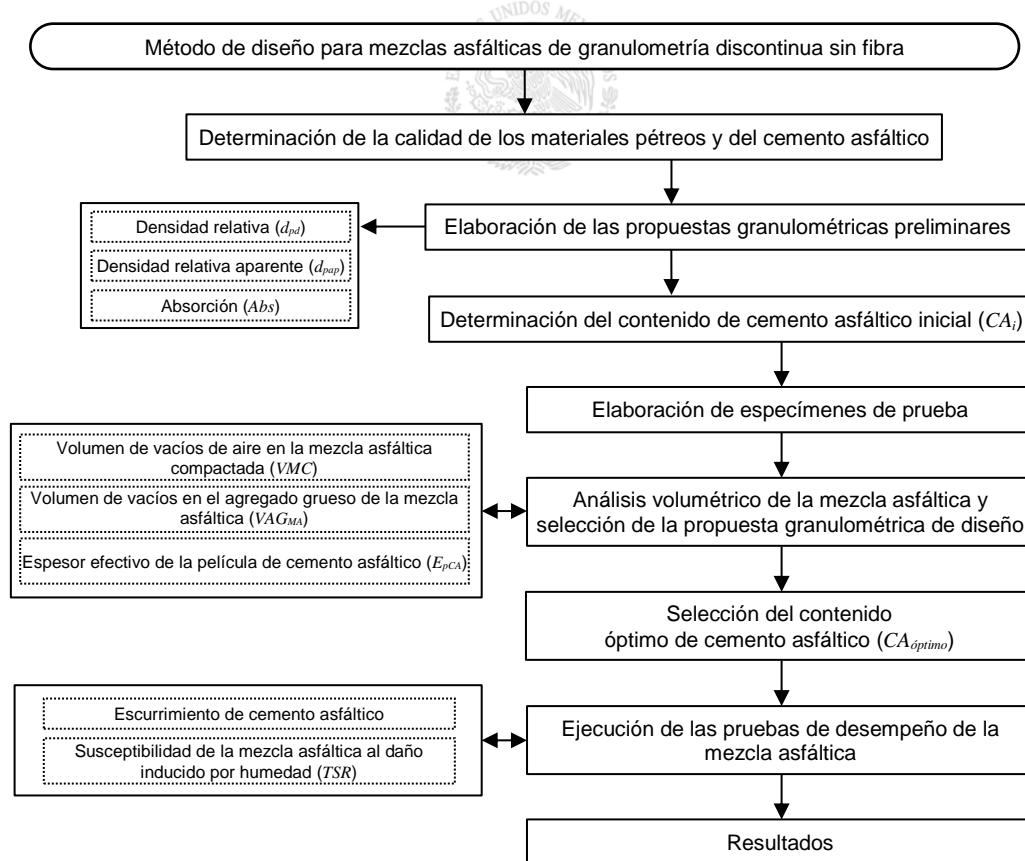 UNIDOS ME
Método de diseño para mezclas asfálticas de granulometría discontinua sin fibra
Determinación de la calidad de los materiales pétreos y del cemento asfáltico
Elaboración de las propuestas granulométricas preliminares
Densidad relativa (dpd)
Densidad relativa aparente (dpap)
Absorción (Abs)
Determinación del contenido de cemento asfáltico inicial (CAi)
Elaboración de especímenes de prueba
Volumen de vacíos de aire en la mezcla asfáltica
compactada (VMC)
Volumen de vacíos en el agregado grueso de la mezcla
asfáltica (VAGMA)
Espesor efectivo de la película de cemento asfáltico (EpCA)
Análisis volumétrico de la mezcla asfáltica y
selección de la propuesta granulométrica de diseño
Selección del contenido
óptimo de cemento asfáltico (CAóptimo)
Escurrimiento de cemento asfáltico
Susceptibilidad de la mezcla asfáltica al daño
inducido por humedad (TSR)
Ejecución de las pruebas de desempeño de la
mezcla asfáltica
Resultados